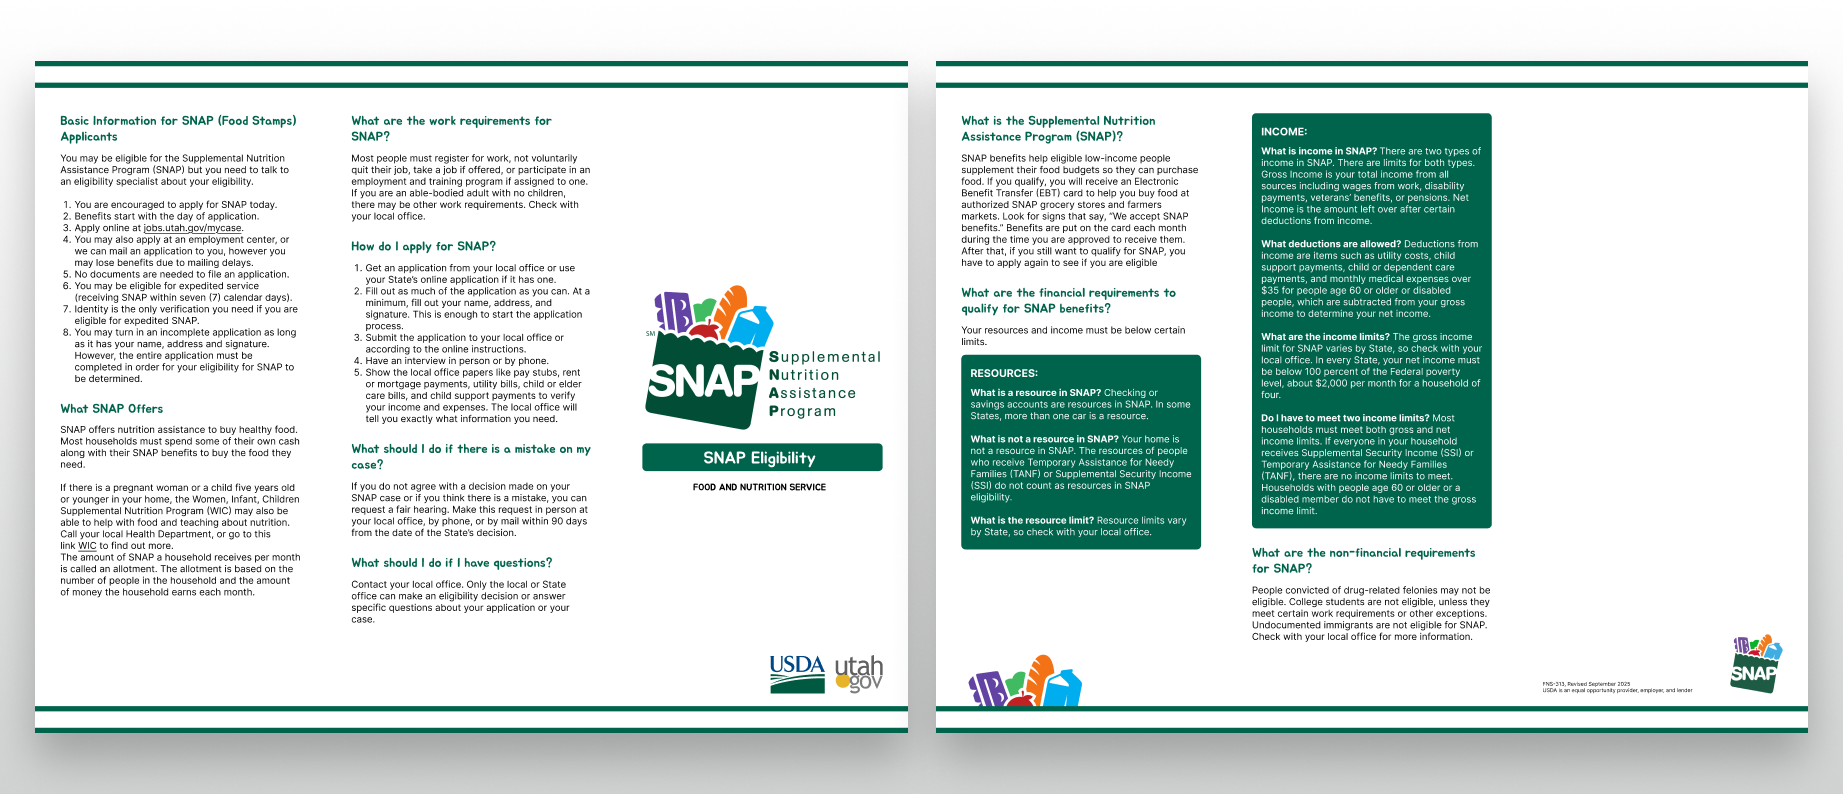 Basic Information for SNAP (Food Stamps)
Applicants
You may be eligible for the Supplemental Nutrition
Assistance Program (SNAP) but you need to talk to
an eligibility specialist about your eligibility.
1. You are encouraged to apply for SNAP today.
2. Benefits start with the day of application.
3. Apply online at jobs.utah.gov/mycase.
4. You may also apply at an employment center, or
we can mail an application to you, however you
may lose benefits due to mailing delays.
5. No documents are needed to file an application.
6. You may be eligible for expedited service
(receiving SNAP within seven (7) calendar days).
7. Identity is the only verification you need if you are
eligible for expedited SNAP.
8. You may turn in an incomplete application as long
as it has your name, address and signature.
However, the entire application must be
completed in order for your eligibility for SNAP to
be determined.
What SNAP Offers
SNAP offers nutrition assistance to buy healthy food.
Most households must spend some of their own cash
along with their SNAP benefits to buy the food they
need.
If there is a pregnant woman or a child five years old
or younger in your home, the Women, Infant, Children
Supplemental Nutrition Program (WIC) may also be
able to help with food and teaching about nutrition.
Call your local Health Department, or go to this
link WIC to find out more.
The amount of SNAP a household receives per month
is called an allotment. The allotment is based on the
number of people in the household and the amount
of money the household earns each month.
What are the work requirements for
SNAP?
Most people must register for work, not voluntarily
quit their job, take a job if offered, or participate in an
employment and training program if assigned to one.
If you are an able-bodied adult with no children,
there may be other work requirements. Check with
your local office.
How do I apply for SNAP?
1. Get an application from your local office or use
your State's online application if it has one.
2. Fill out as much of the application as you can. At a
minimum, fill out your name, address, and
signature. This is enough to start the application
process.
3. Submit the application to your local office or
according to the online instructions.
4. Have an interview in person or by phone.
5. Show the local office papers like pay stubs, rent
or mortgage payments, utility bills, child or elder
care bills, and child support payments to verify
your income and expenses. The local office will
tell you exactly what information you need.
What should I do if there is a mistake on my
case?
If you do not agree with a decision made on your
SNAP case or if you think there is a mistake, you can
request a fair hearing. Make this request in person at
your local office, by phone, or by mail within 90 days
from the date of the State's decision.
What should I do if I have questions?
Contact your local office. Only the local or State
office can make an eligibility decision or answer
specific questions about your application or your
case.
SM
SNAP
Supplemental
Nutrition
Assistance
Program
SNAP Eligibility
FOOD AND NUTRITION SERVICE
USDA
utah
gov
What is the Supplemental Nutrition
Assistance Program (SNAP)?
SNAP benefits help eligible low-income people
supplement their food budgets so they can purchase
food. If you qualify, you will receive an Electronic
Benefit Transfer (EBT) card to help you buy food at
authorized SNAP grocery stores and farmers
markets. Look for signs that say, "We accept SNAP
benefits." Benefits are put on the card each month
during the time you are approved to receive them.
After that, if you still want to qualify for SNAP, you
have to apply again to see if you are eligible
What are the financial requirements to
qualify for SNAP benefits?
Your resources and income must be below certain
limits.
RESOURCES:
What is a resource in SNAP? Checking or
savings accounts are resources in SNAP. In some
States, more than one car is a resource.
What is not a resource in SNAP? Your home is
not a resource in SNAP. The resources of people
who receive Temporary Assistance for Needy
Families (TANF) or Supplemental Security Income
(SSI) do not count as resources in SNAP
eligibility.
What is the resource limit? Resource limits vary
by State, so check with your local office.
INCOME:
What is income in SNAP? There are two types of
income in SNAP. There are limits for both types.
Gross Income is your total income from all
sources including wages from work, disability
payments, veterans' benefits, or pensions. Net
Income is the amount left over after certain
deductions from income.
What deductions are allowed? Deductions from
income are items such as utility costs, child
support payments, child or dependent care
payments, and monthly medical expenses over
$35 for people age 60 or older or disabled
people, which are subtracted from your gross
income to determine your net income.
What are the income limits? The gross income
limit for SNAP varies by State, so check with your
local office. In every State, your net income must
be below 100 percent of the Federal poverty
level, about $2,000 per month for a household of
four.
Do I have to meet two income limits? Most
households must meet both gross and net
income limits. If everyone in your household
receives Supplemental Security Income (SSI) or
Temporary Assistance for Needy Families
(TANF), there are no income limits to meet.
Households with people age 60 or older or a
disabled member do not have to meet the gross
income limit.
What are the non-financial requirements
for SNAP?
People convicted of drug-related felonies may not be
eligible. College students are not eligible, unless they
meet certain work requirements or other exceptions.
Undocumented immigrants are not eligible for SNAP.
Check with your local office for more information.
FNS-313, Revised September 2025
USDA is an equal opportunity provider, employer, and lender
SNAP